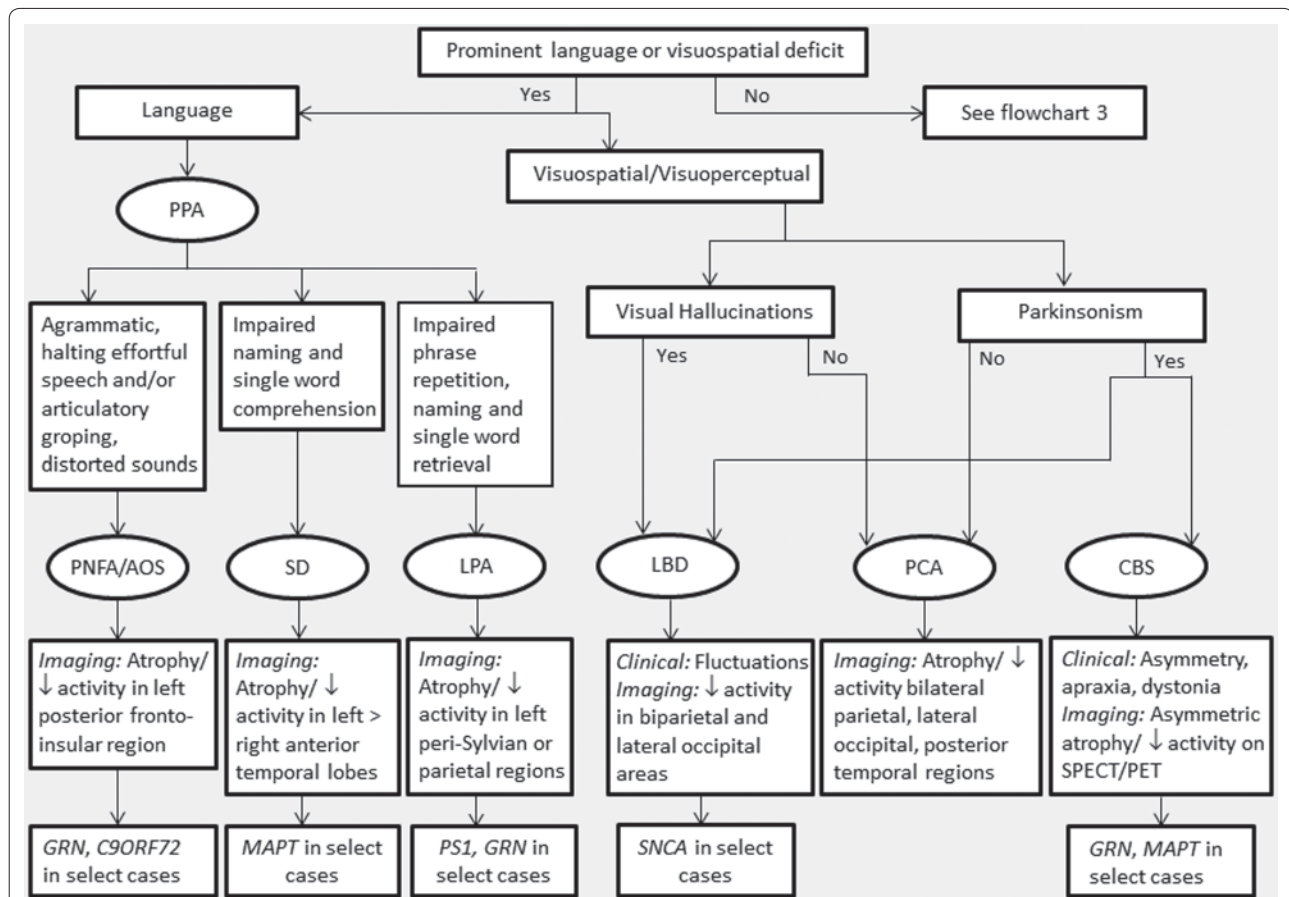 Prominent language or visuospatial deficit
Yes
No
Language
See flowchart 3
Visuospatial/Visuoperceptual
PPA
Agrammatic,
halting effortful
speech and/or
articulatory
groping,
distorted sounds
Impaired
naming and
single word
comprehension
Impaired
phrase
repetition,
naming and
single word
retrieval
Visual Hallucinations
Parkinsonism
Yes
No
No
Yes
PNFA/AOS
SD
LPA
LBD
PCA
CBS
Imaging: Atrophy/
↓ activity in left
posterior fronto-
insular region
Imaging:
Atrophy/ ↓
activity in left >
right anterior
temporal lobes
Imaging:
Atrophy/ ↓
activity in left
peri-Sylvian or
parietal regions
Clinical: Fluctuations
Imaging: ↓ activity
in biparietal and
lateral occipital
areas
Imaging: Atrophy/ ↓
activity bilateral
parietal, lateral
occipital, posterior
temporal regions
Clinical: Asymmetry,
apraxia, dystonia
Imaging: Asymmetric
atrophy/ ↓ activity on
SPECT/PET
GRN, C9ORF72
in select cases
MAPT in select
cases
PS1, GRN in
select cases
SNCA in select
cases
GRN, MAPT in
select cases